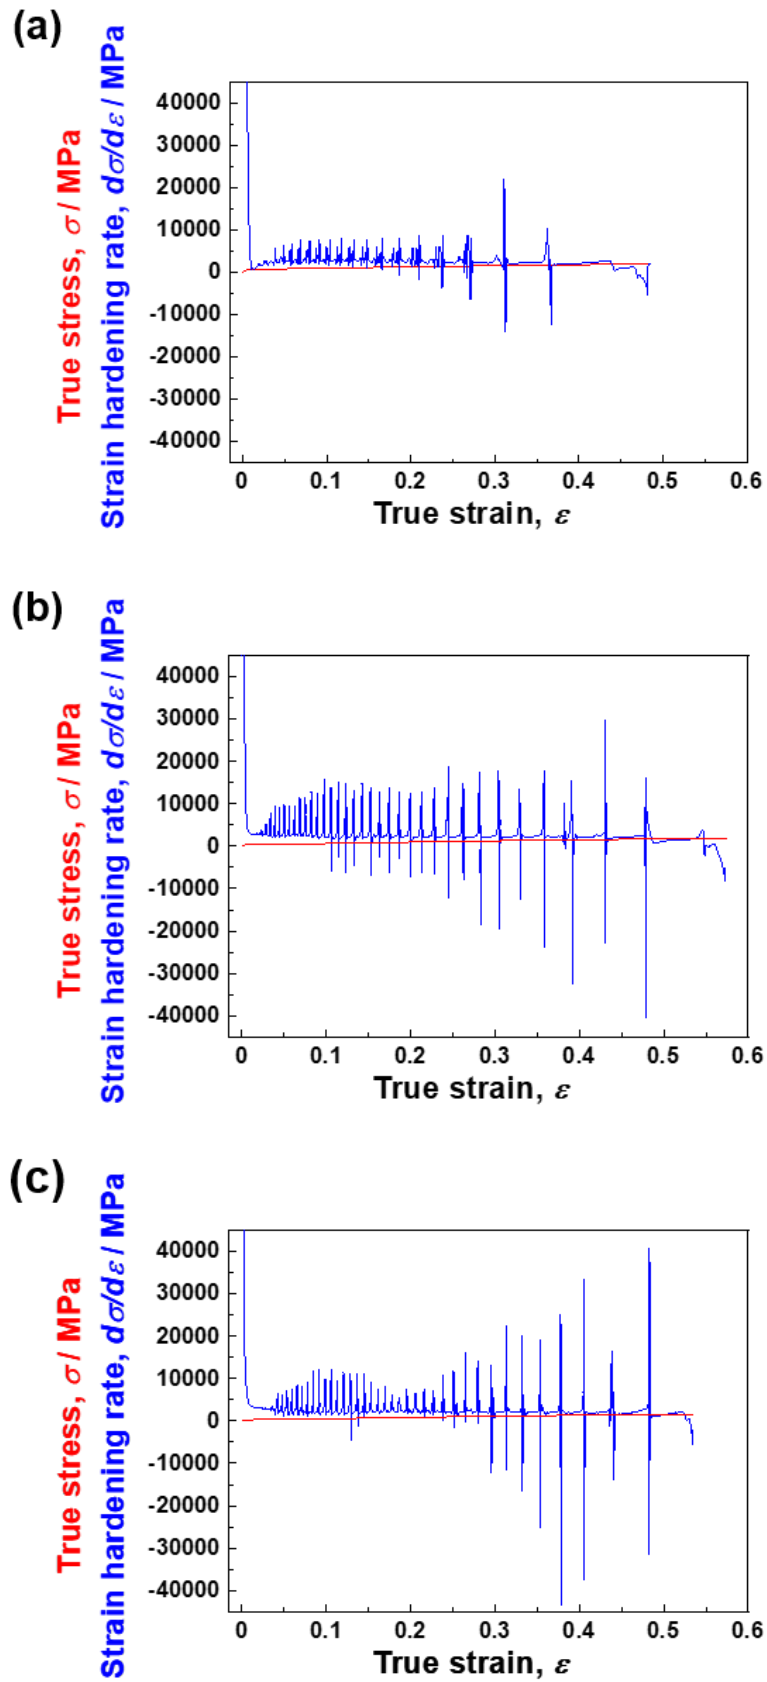 (a)
True stress, σ / MPa
Strain hardening rate, dσ/dε / MPa
40000
30000
20000
10000
0
-10000
-20000
-30000
-40000
0 0.1 0.2 0.3 0.4 0.5 0.6
True strain, ε
(b)
True stress, σ / MPa
Strain hardening rate, dσ/dε / MPa
40000
30000
20000
10000
0
-10000
-20000
-30000
-40000
0 0.1 0.2 0.3 0.4 0.5 0.6
True strain, ε
(c)
True stress, σ / MPa
Strain hardening rate, dσ/dε / MPa
40000
30000
20000
10000
0
-10000
-20000
-30000
-40000
0 0.1 0.2 0.3 0.4 0.5 0.6
True strain, ε